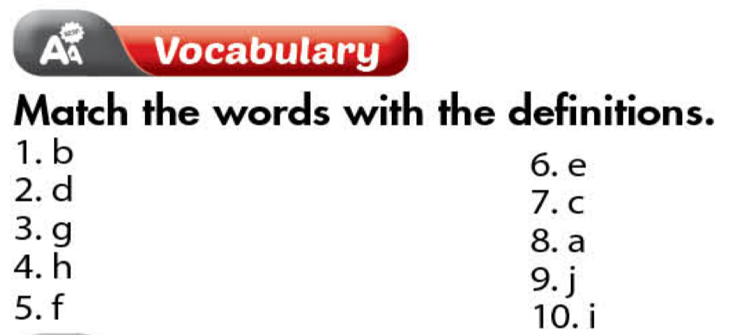 Vocabulary
Match the words with the definitions.
1. b
2. d
3. g
4. h
5. f
6. e
7. c
8. a
9. j
10. i